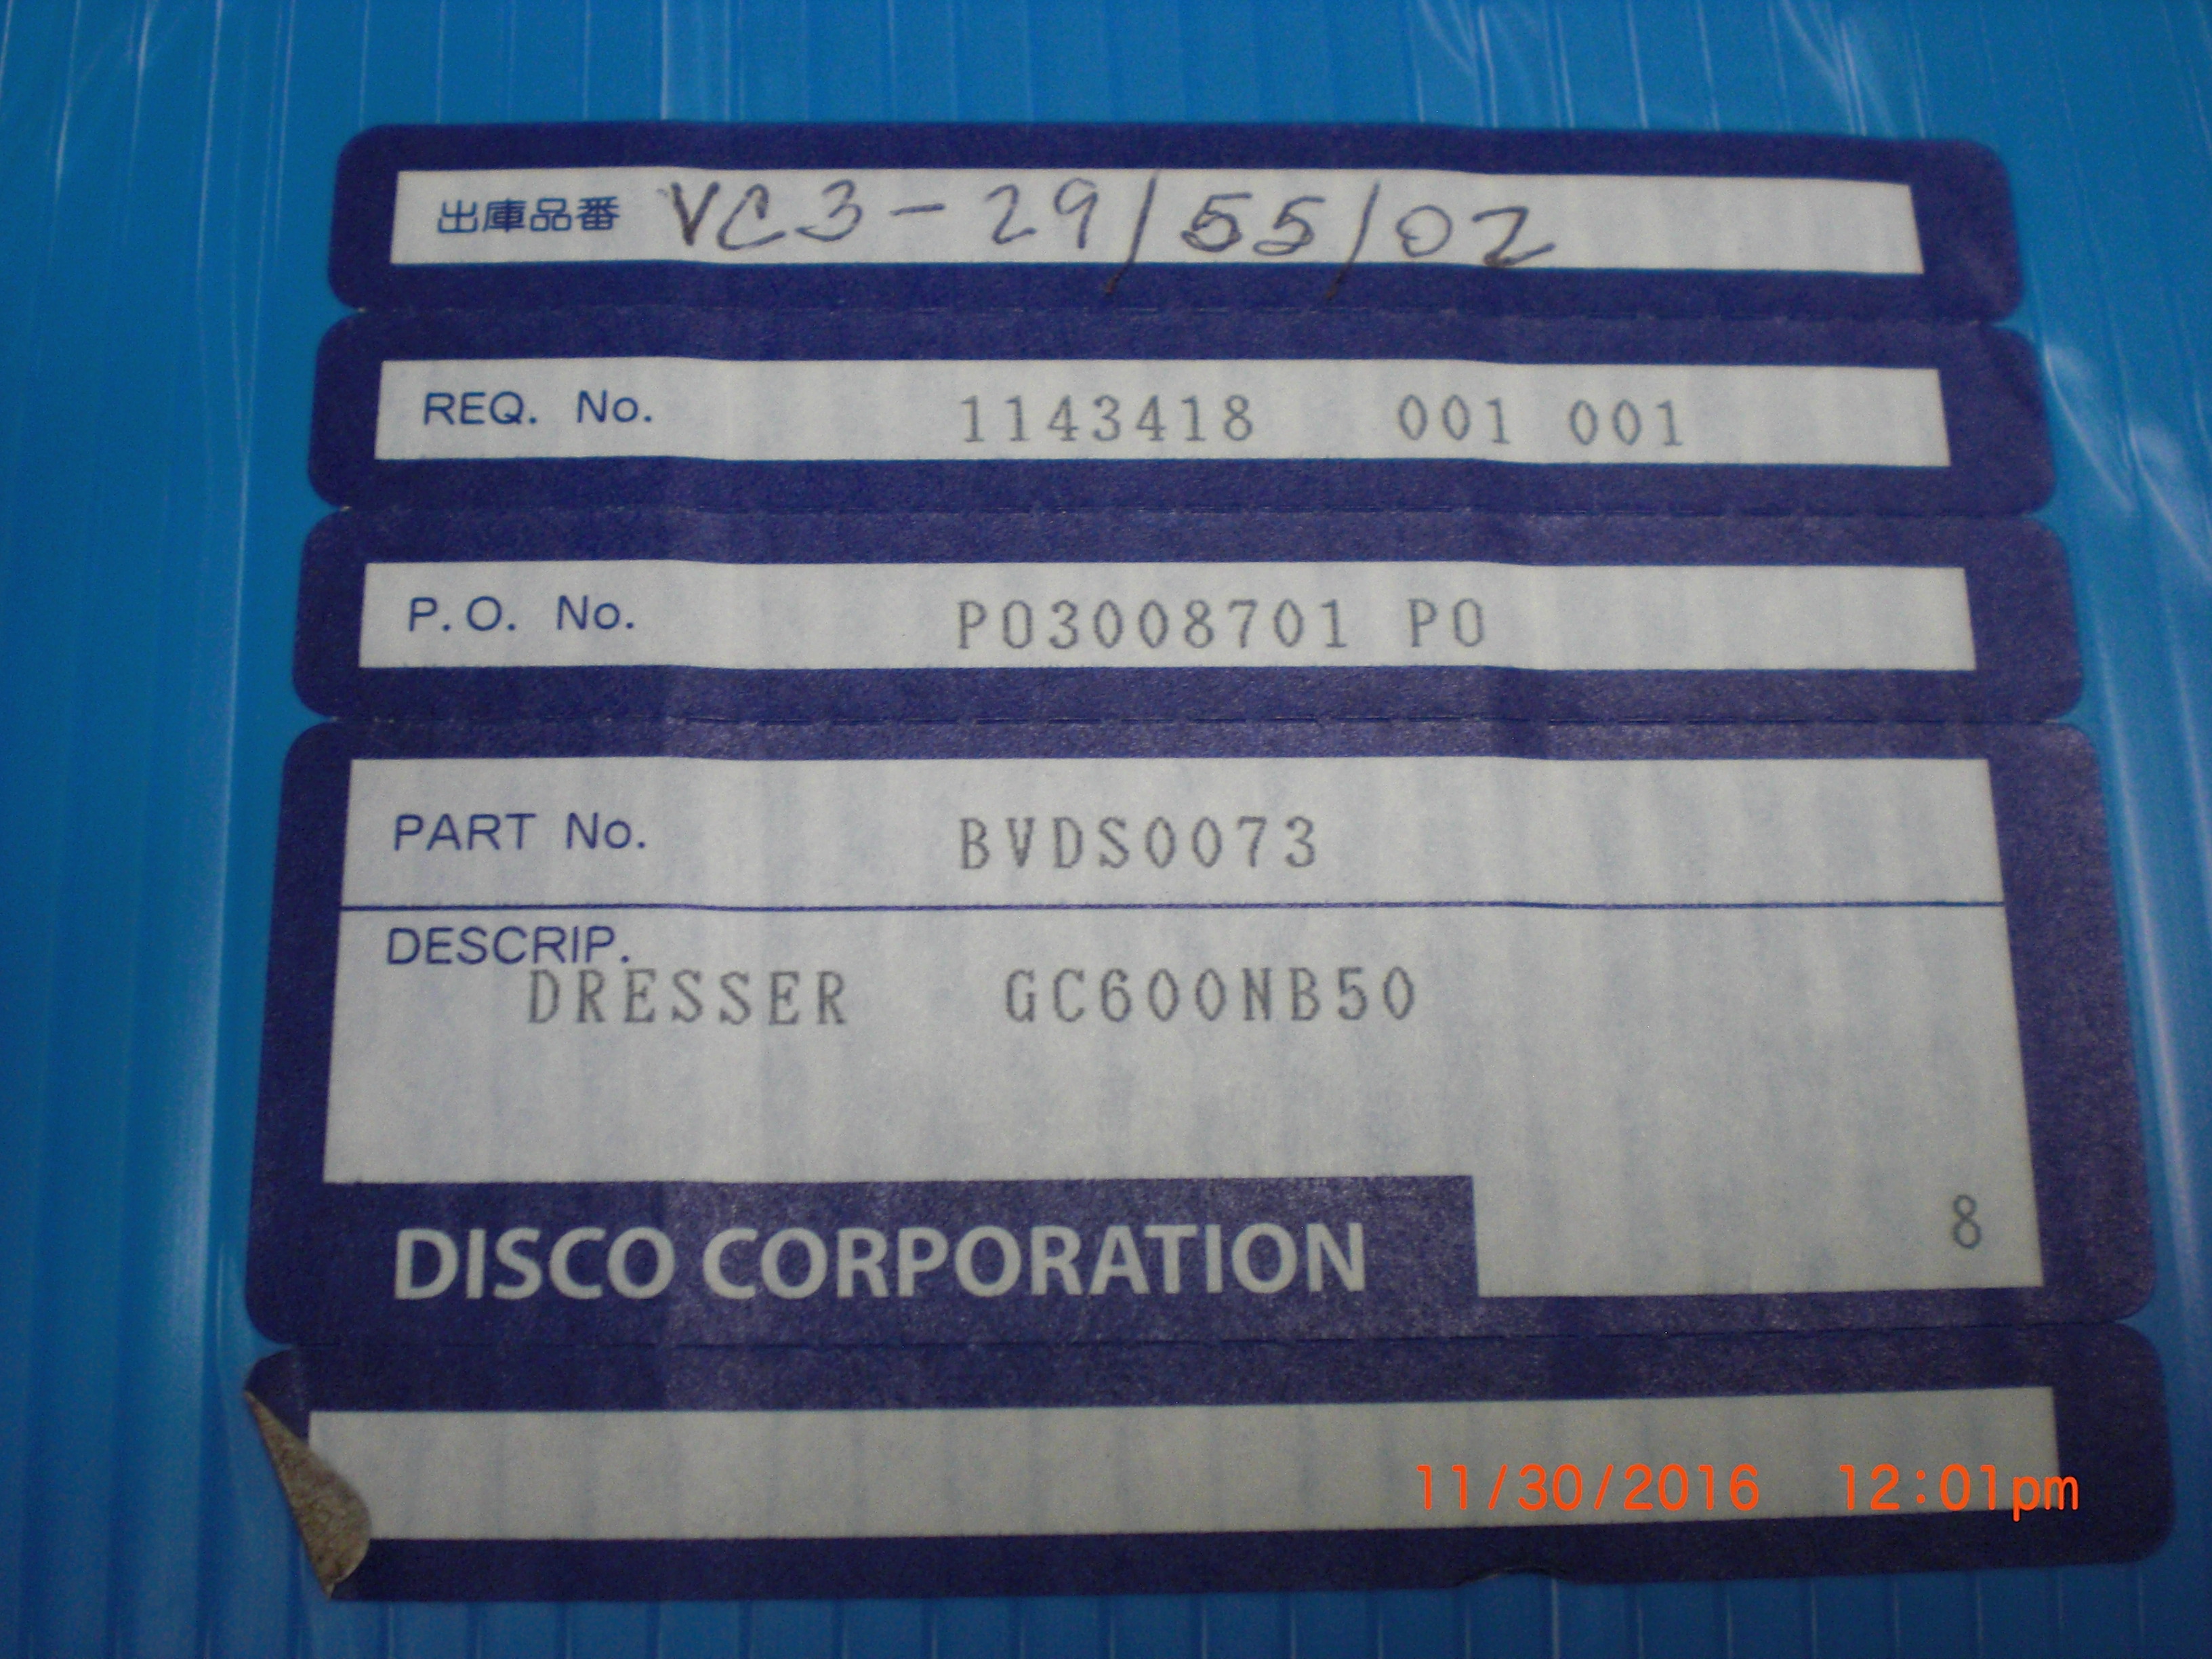 出庫品番 VC3-29/55/02
REQ. No. 1143418 001 001
P.O. No. PO3008701 PO
PART No. BVDS0073
DESCRIP.
DRESSER GC600NB50
8
DISCO CORPORATION
11/30/2016 12:01pm